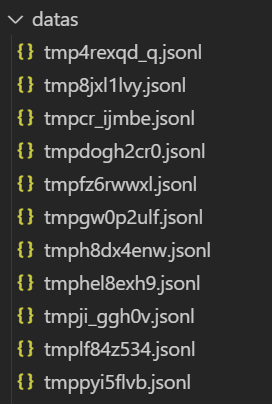 datas
{} tmp4rexqd_q.jsonl
{} tmp8jxl1lvy.jsonl
{} tmpcr_ijmbe.jsonl
{} tmpdogh2cr0.jsonl
{} tmpfz6rwwxl.jsonl
{} tmpgw0p2ulf.jsonl
{} tmph8dx4enw.jsonl
{} tmphel8exh9.jsonl
{} tmpji_ggh0v.jsonl
{} tmplf84z534.jsonl
{} tmppyi5flvb.jsonl